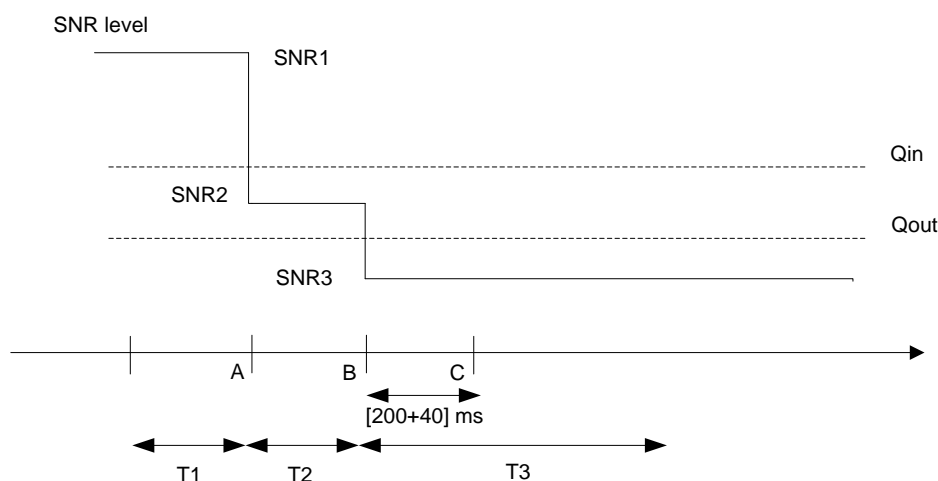 SNR level
SNR1
Qin
SNR2
Qout
SNR3
A
B
C
[200+40] ms
T1
T2
T3